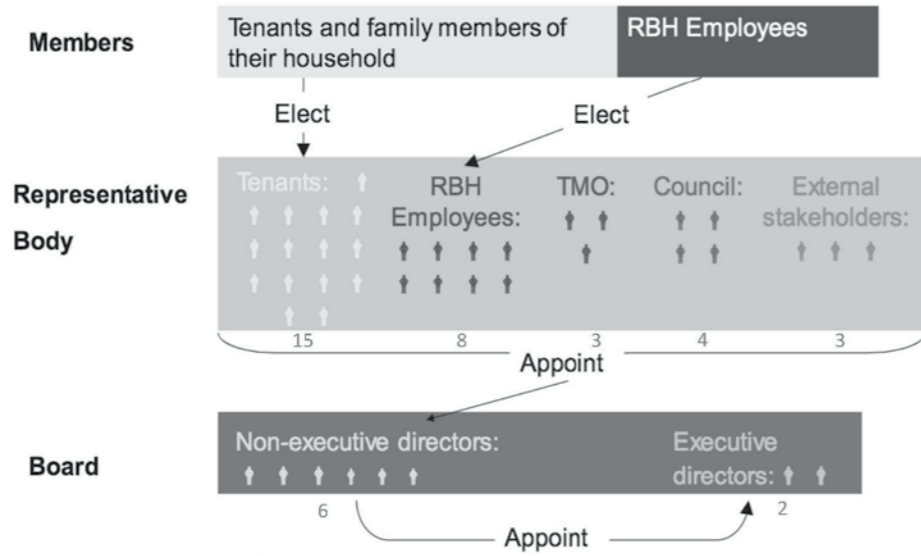 Members
Tenants and family members of
their household
RBH Employees
Elect
Elect
Representative
Body
Tenants:
RBH
Employees:
TMO:
Council:
External
stakeholders:
15
8
3
4
3
Appoint
Board
Non-executive directors:
Executive
directors:
6
2
Appoint